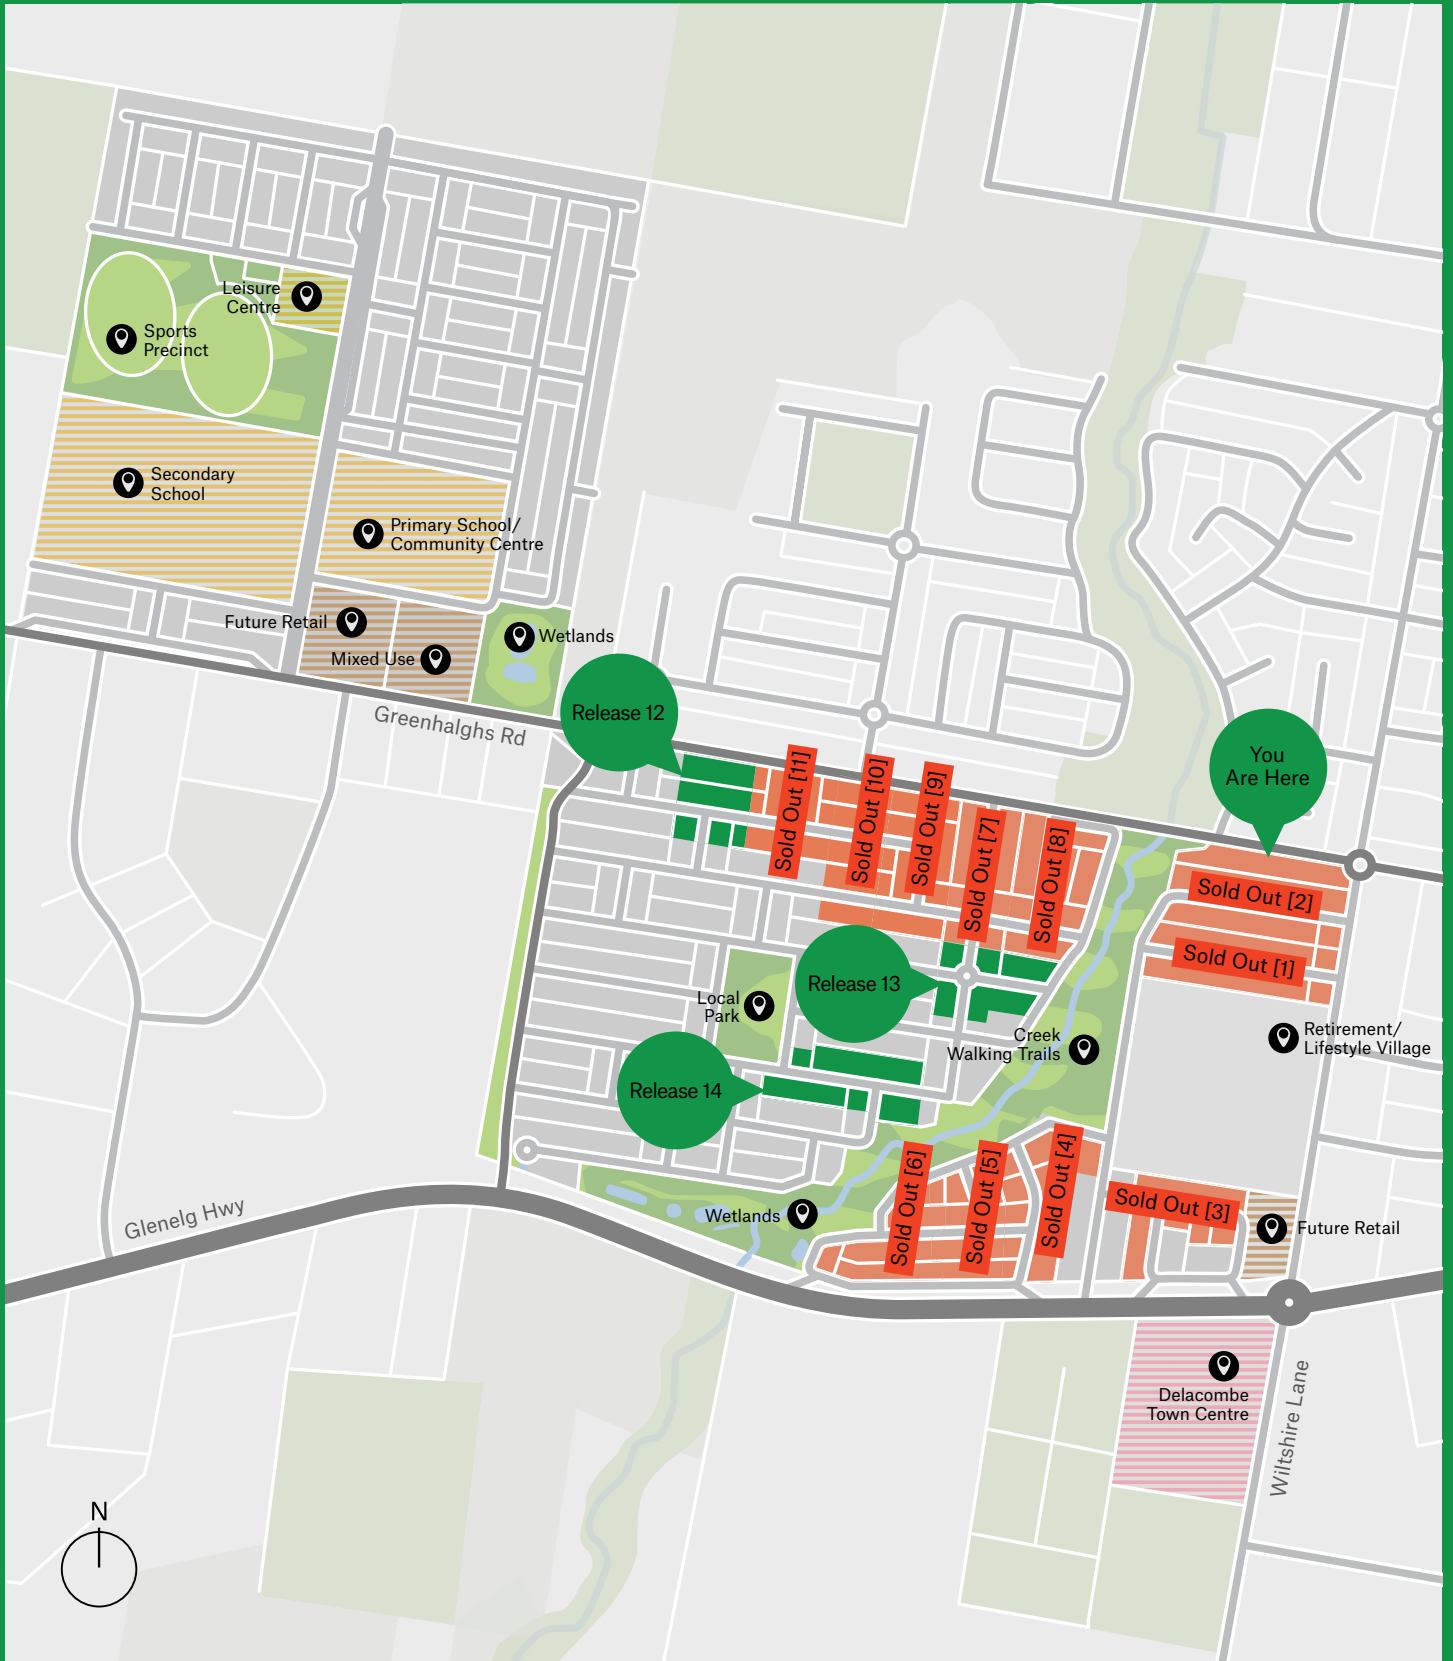 Leisure
Centre
Sports
Precinct
Secondary
School
Primary School/
Community Centre
Future Retail
Mixed Use
Wetlands
Greenhalghs Rd
Release 12
You
Are Here
Sold Out [11]
Sold Out [10]
Sold Out [9]
Sold Out [7]
Sold Out [8]
Sold Out [2]
Sold Out [1]
Release 13
Local
Park
Creek
Walking Trails
Retirement/
Lifestyle Village
Release 14
Sold Out [6]
Sold Out [5]
Sold Out [4]
Sold Out [3]
Wetlands
Future Retail
Glenelg Hwy
Delacombe
Town Centre
Wiltshire Lane
N